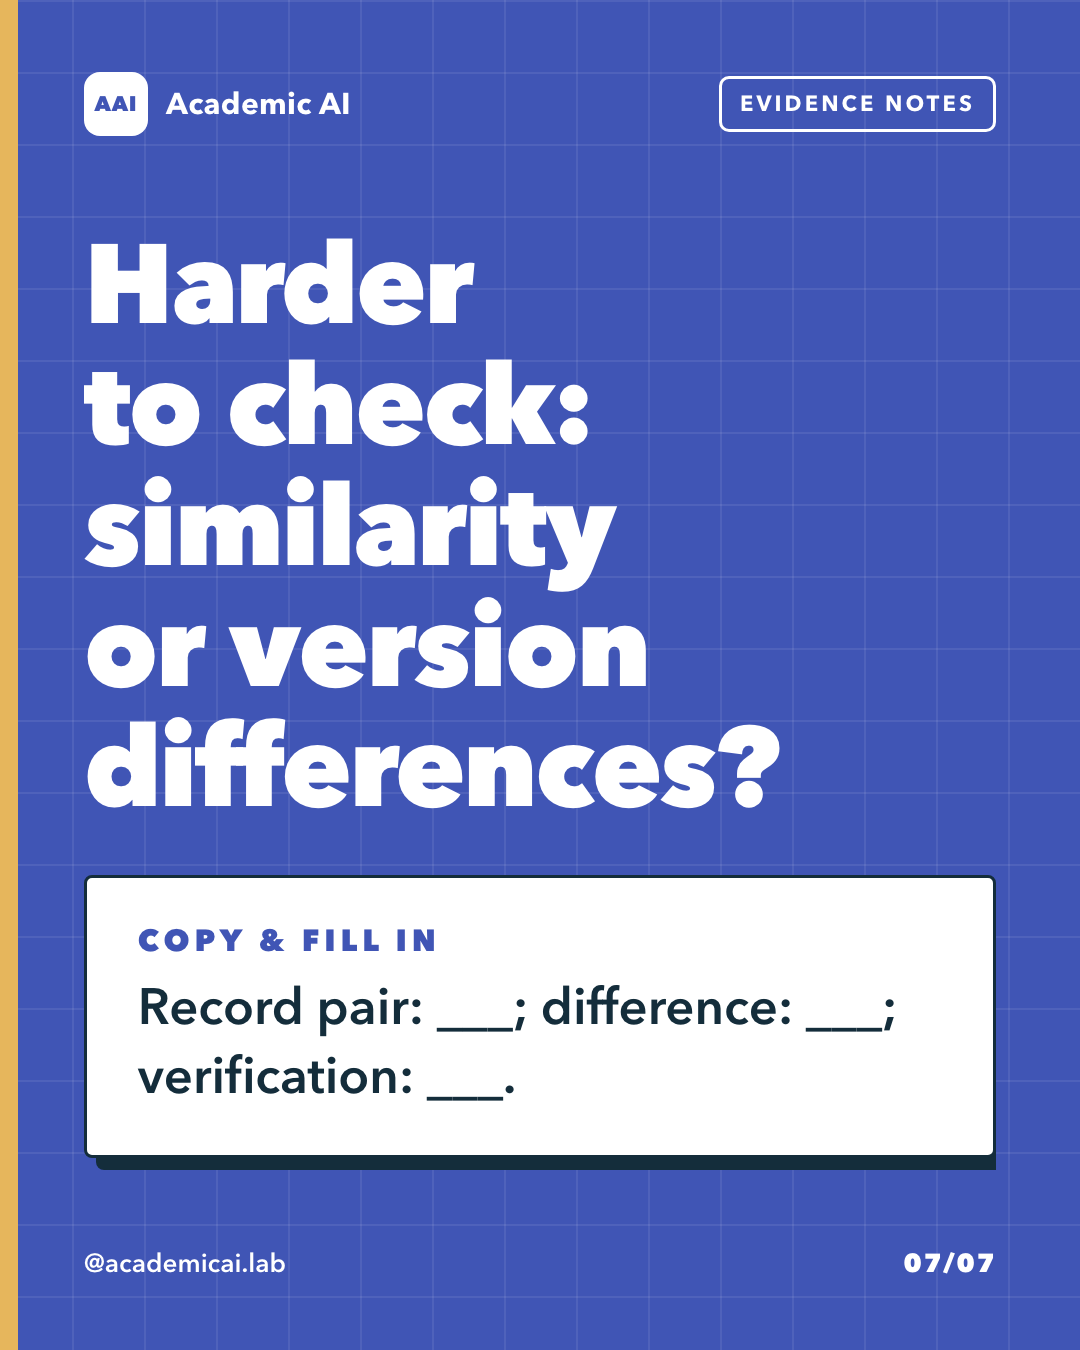 AAI Academic AI
EVIDENCE NOTES
Harder
to check:
similarity
or version
differences?
COPY & FILL IN
Record pair: ___; difference: ___;
verification: ___.
@academicai.lab
07/07